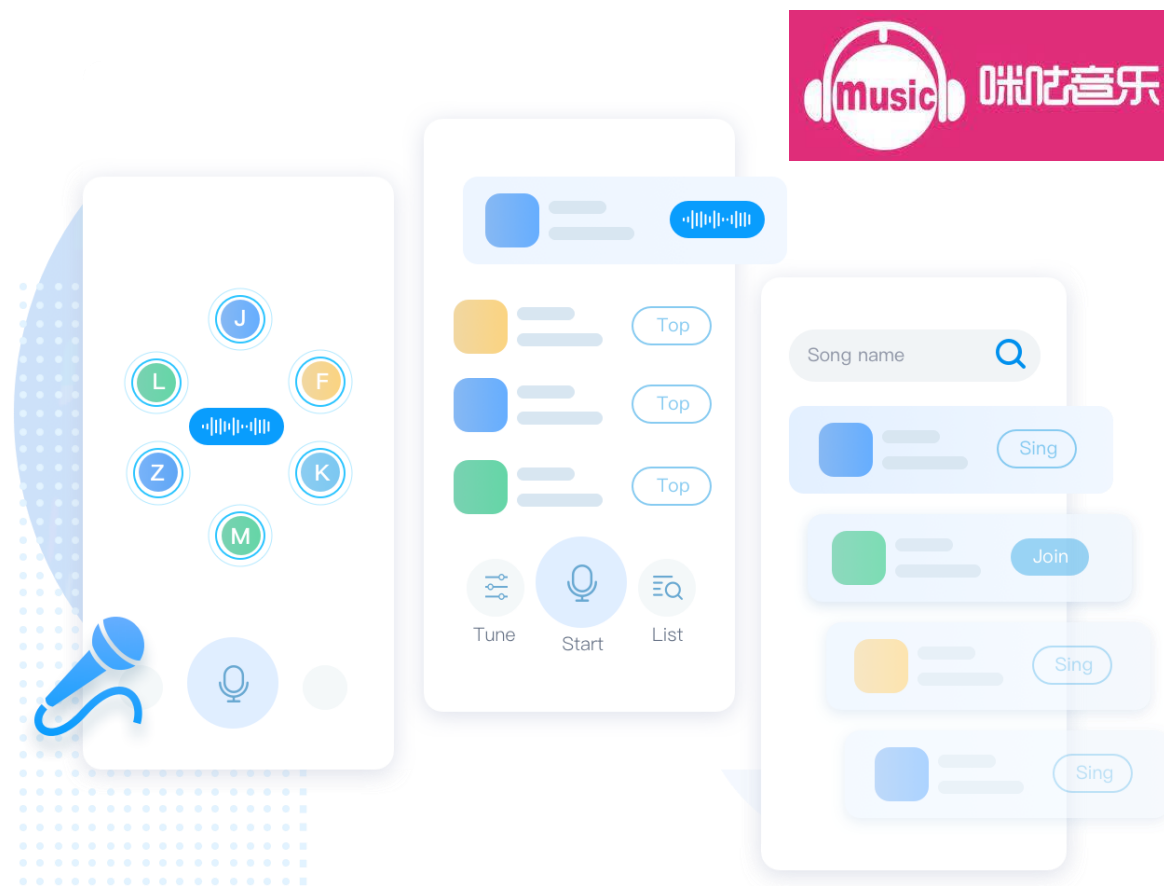 music
咪咕音乐
J
L
F
Z
K
M
Top
Top
Top
Tune
Start
List
Song name
Sing
Join
Sing
Sing